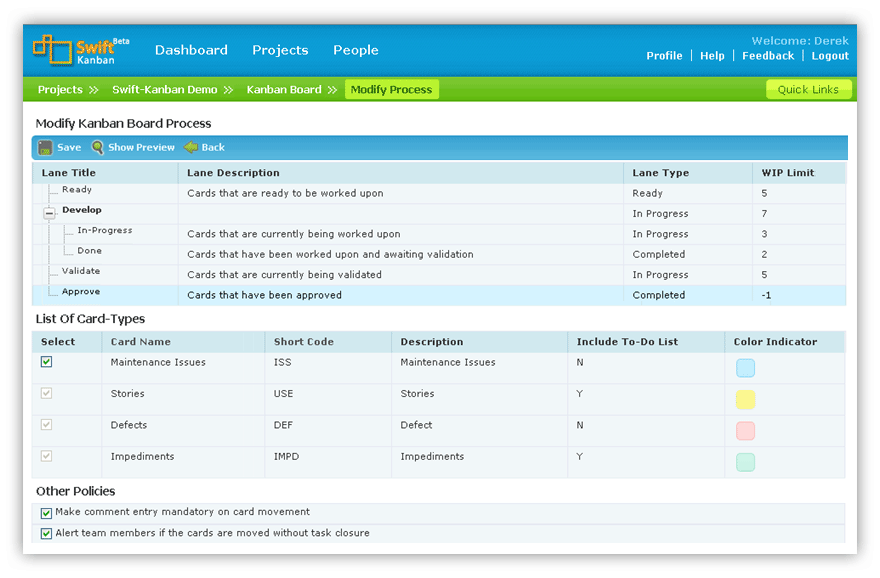 Swift Beta
Kanban
Dashboard Projects People
Welcome: Derek
Profile | Help | Feedback | Logout
Projects >> Swift-Kanban Demo >> Kanban Board >> Modify Process Quick Links
Modify Kanban Board Process
Save Show Preview Back
Lane Title Lane Description Lane Type WIP Limit
Ready Cards that are ready to be worked upon Ready 5
Develop In Progress 7
In-Progress Cards that are currently being worked upon In Progress 3
Done Cards that have been worked upon and awaiting validation Completed 2
Validate Cards that are currently being validated In Progress 5
Approve Cards that have been approved Completed -1
List Of Card-Types
Select Card Name Short Code Description Include To-Do List Color Indicator
Maintenance Issues ISS Maintenance Issues N
Stories USE Stories Y
Defects DEF Defect N
Impediments IMPD Impediments Y
Other Policies
Make comment entry mandatory on card movement
Alert team members if the cards are moved without task closure